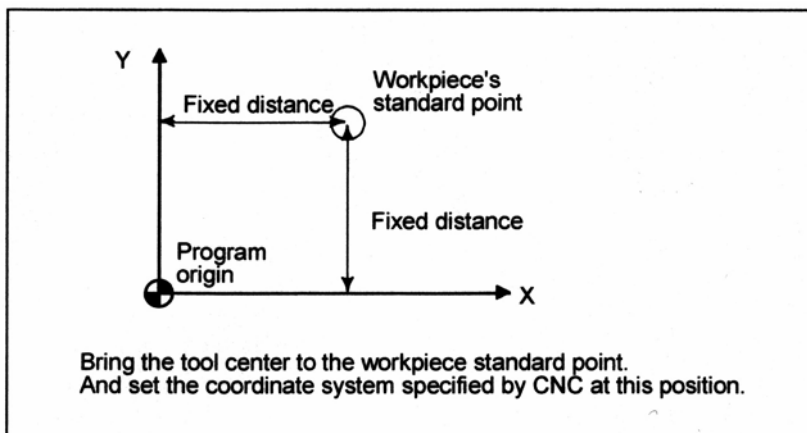 Y
Workpiece's
standard point
Fixed distance
Fixed distance
Program
origin
X
Bring the tool center to the workpiece standard point.
And set the coordinate system specified by CNC at this position.